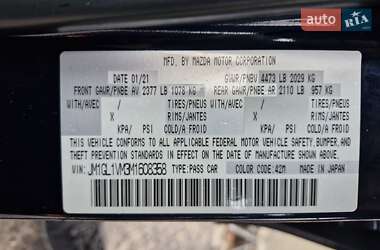 auto RIA
MFD. BY MAZDA MOTOR CORPORATION
DATE 01/21 GVWR/PNBV 4473 LB 2029 KG
FRONT GAWR/PNBE AV 2377 LB 1078 KG REAR GAWR/PNBE AR 2110 LB 957 KG
WITH/AVEC / TIRES/PNEUS WITH/AVEC / TIRES/PNEUS
X RIMS/JANTES X RIMS/JANTES
KPA/ PSI COLD/A FROID KPA/ PSI COLD/A FROID
THIS VEHICLE CONFORMS TO ALL APPLICABLE FEDERAL MOTOR VEHICLE SAFETY, BUMPER, AND
THEFT PREVENTION STANDARDS IN EFFECT ON THE DATE OF MANUFACTURE SHOWN ABOVE.
VIN: JM1GL1VM3M1608358 TYPE:PASS CAR COLOR CODE:42M MADE IN JAPAN